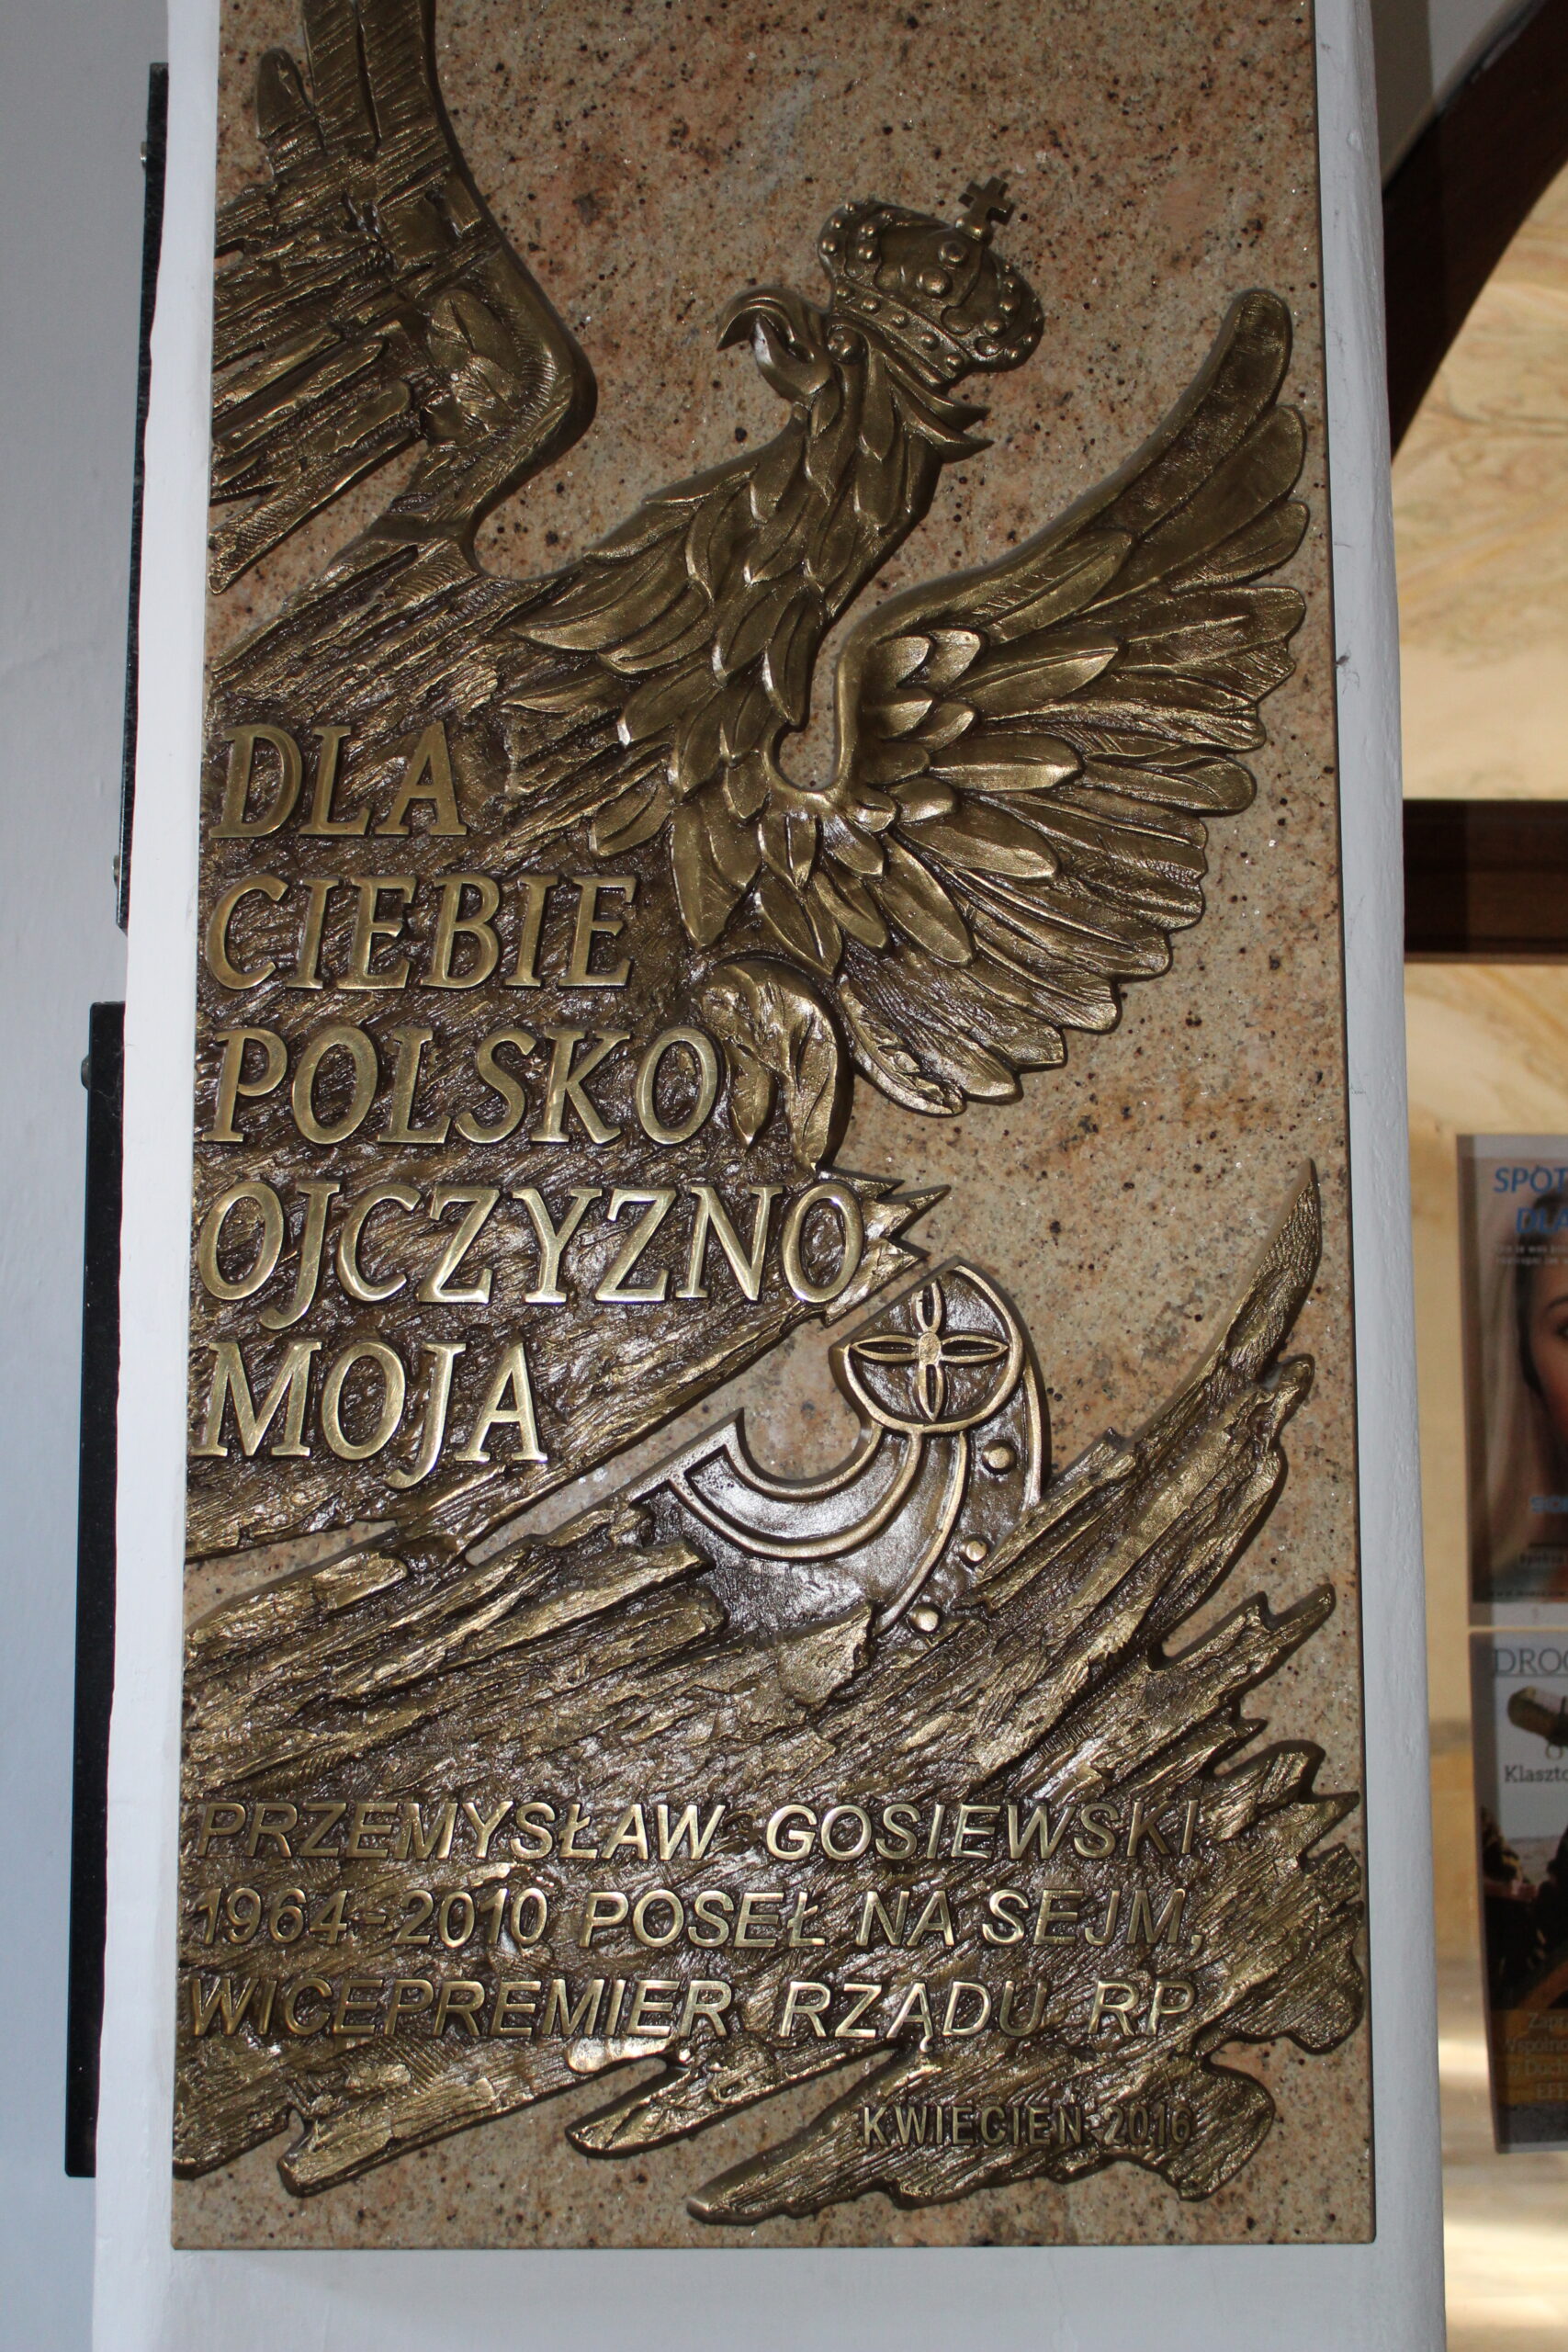 DLA
CIEBIE
POLSKO
OJCZYZNO
MOJA
PRZEMYSŁAW GOSIEWSKI
1964-2010 POSEŁ NA SEJM,
WICEPREMIER RZĄDU RP
KWIECIEŃ 2016